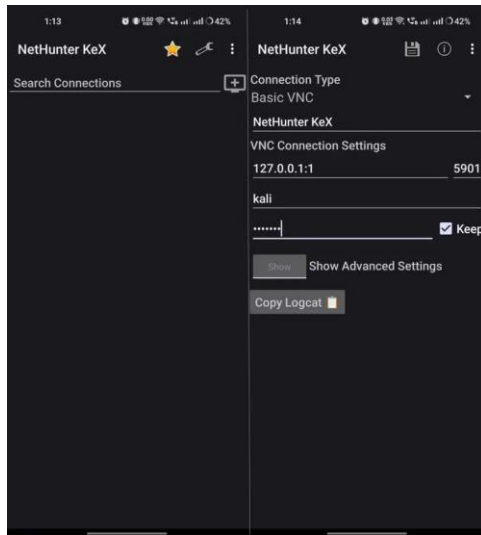 1:13
42%
NetHunter KeX
Search Connections
1:14
42%
NetHunter KeX
Connection Type
Basic VNC
NetHunter KeX
VNC Connection Settings
127.0.0.1:1 5901
kali
•••••••
Keep
Show Show Advanced Settings
Copy Logcat 📋